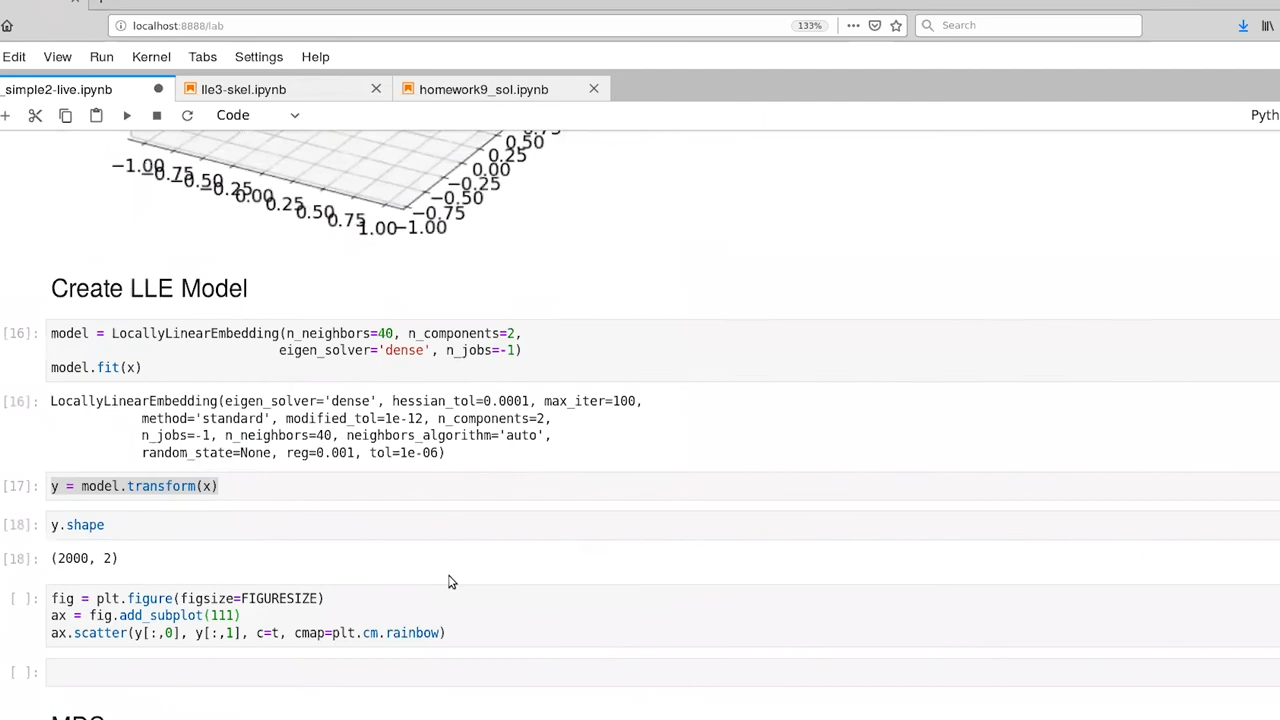 localhost:8888/lab
133%
Search
Edit View Run Kernel Tabs Settings Help
_simple2-live.ipynb
lle3-skel.ipynb
homework9_sol.ipynb
Code
Pyth
−1.00 −0.75 −0.50 −0.25 0.00 0.25 0.50 0.75 1.00
−1.00 −0.75 −0.50 −0.25 0.00 0.25 0.50 0.75
Create LLE Model
[16]: model = LocallyLinearEmbedding(n_neighbors=40, n_components=2,
eigen_solver='dense', n_jobs=-1)
model.fit(x)
[16]: LocallyLinearEmbedding(eigen_solver='dense', hessian_tol=0.0001, max_iter=100,
method='standard', modified_tol=1e-12, n_components=2,
n_jobs=-1, n_neighbors=40, neighbors_algorithm='auto',
random_state=None, reg=0.001, tol=1e-06)
[17]: y = model.transform(x)
[18]: y.shape
[18]: (2000, 2)
[ ]: fig = plt.figure(figsize=FIGURESIZE)
ax = fig.add_subplot(111)
ax.scatter(y[:,0], y[:,1], c=t, cmap=plt.cm.rainbow)
[ ]:
MDS